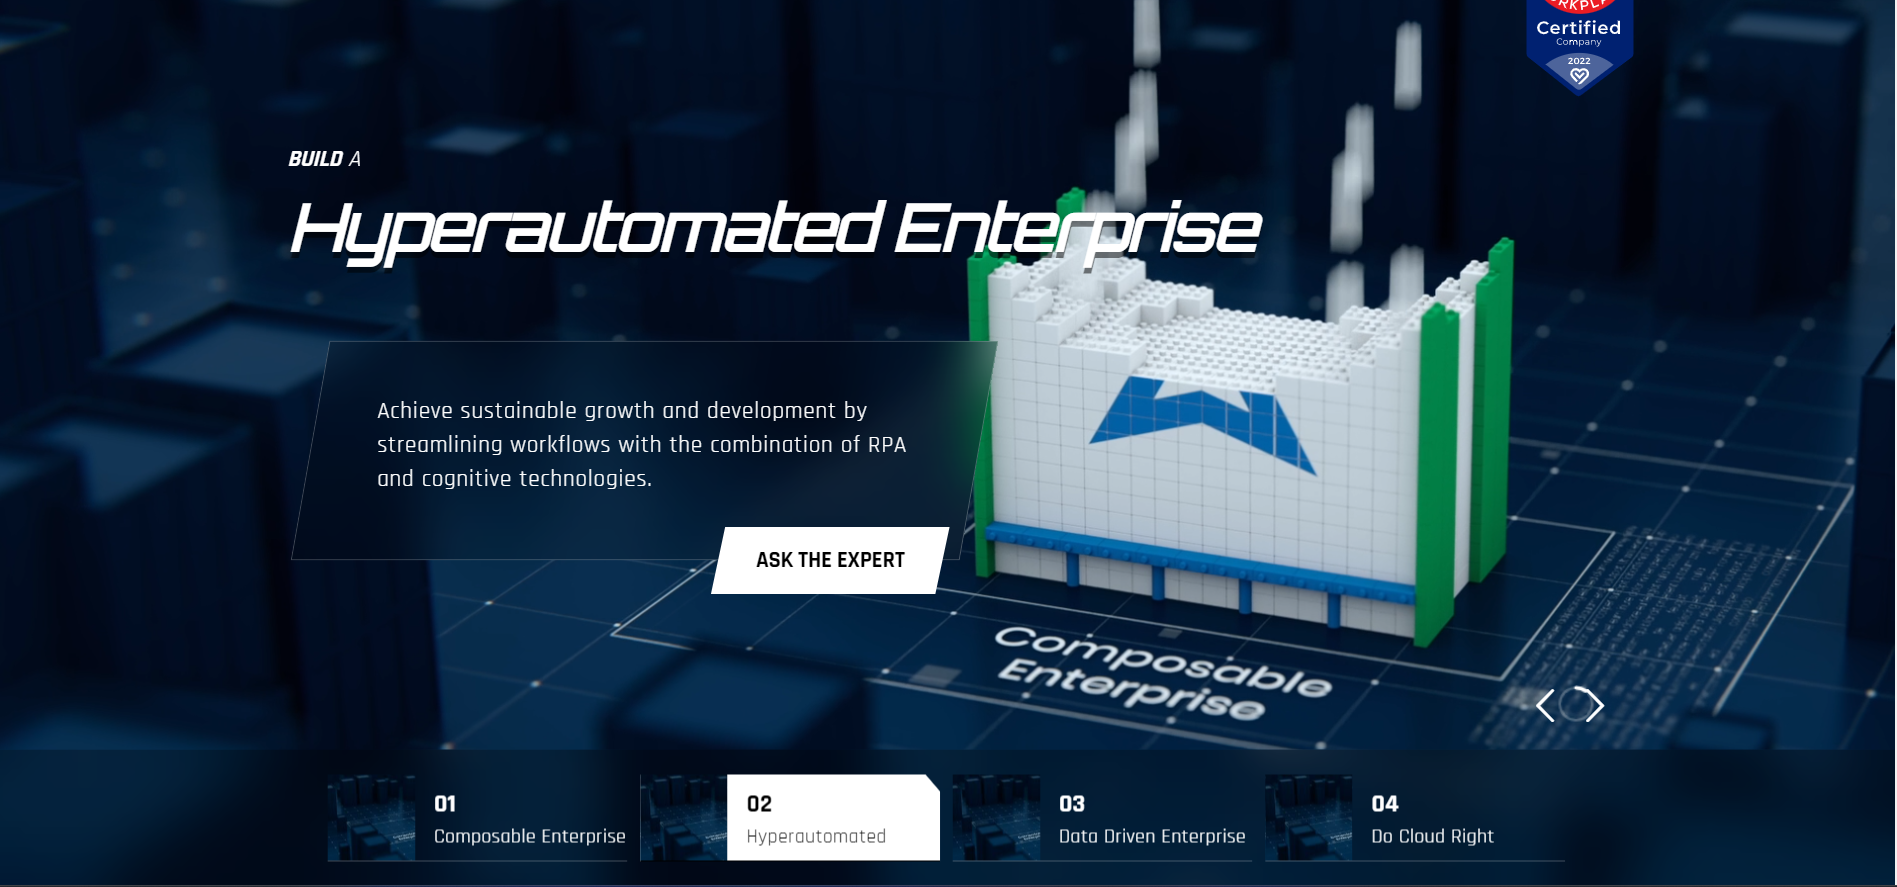 Certified
Company
2022
BUILD A
Hyperautomated Enterprise
Achieve sustainable growth and development by
streamlining workflows with the combination of RPA
and cognitive technologies.
ASK THE EXPERT
Composable
Enterprise
01
Composable Enterprise
02
Hyperautomated
03
Data Driven Enterprise
04
Do Cloud Right